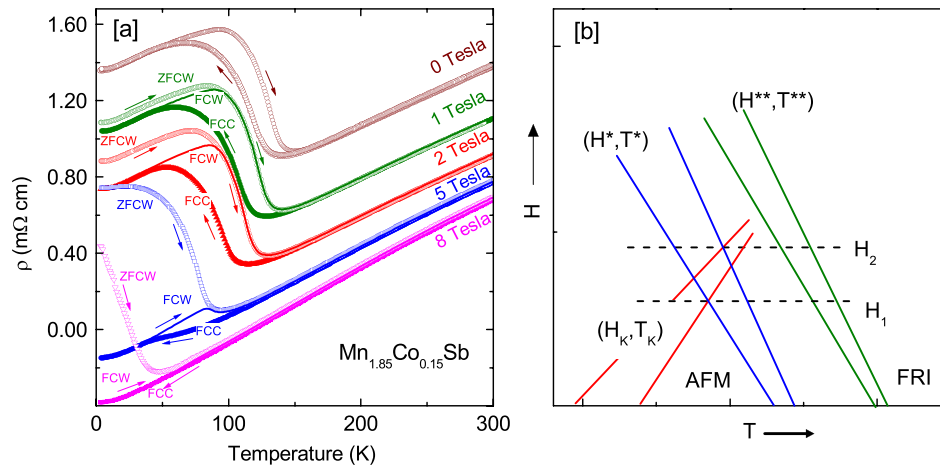 [a]
1.60
1.20
0.80
0.40
0.00
ρ (mΩ cm)
0
100
200
300
Temperature (K)
0 Tesla
ZFCW
FCW
FCC
1 Tesla
ZFCW
FCW
FCC
2 Tesla
ZFCW
5 Tesla
8 Tesla
ZFCW
FCW
FCC
FCW
FCC
Mn1.85Co0.15Sb
[b]
(H**,T**)
(H*,T*)
H
H2
H1
(HK,TK)
AFM
FRI
T